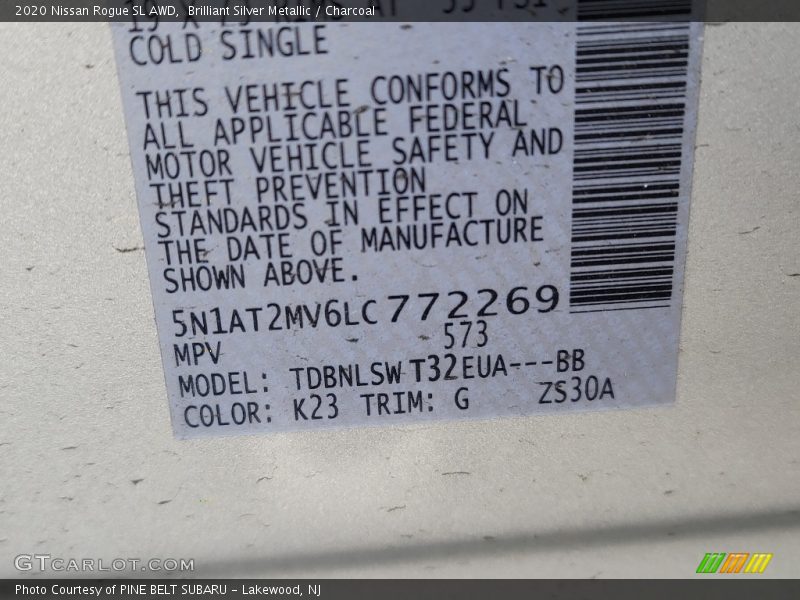 2020 Nissan Rogue SL AWD, Brilliant Silver Metallic / Charcoal
COLD SINGLE
THIS VEHICLE CONFORMS TO
ALL APPLICABLE FEDERAL
MOTOR VEHICLE SAFETY AND
THEFT PREVENTION
STANDARDS IN EFFECT ON
THE DATE OF MANUFACTURE
SHOWN ABOVE.
5N1AT2MV6LC772269
MPV 573
MODEL: TDBNLSW T32EUA---BB
COLOR: K23 TRIM: G ZS30A
GTCARLOT.COM
Photo Courtesy of PINE BELT SUBARU - Lakewood, NJ